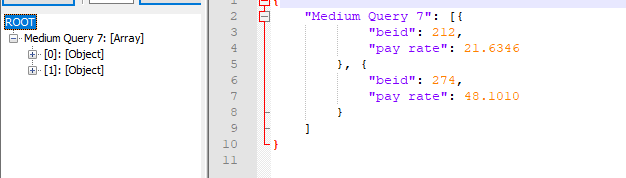 ROOT
Medium Query 7: [Array]
[0]: [Object]
[1]: [Object]
1 {
2 "Medium Query 7": [{
3 "beid": 212,
4 "pay rate": 21.6346
5 }, {
6 "beid": 274,
7 "pay rate": 48.1010
8 }
9 ]
10 }
11